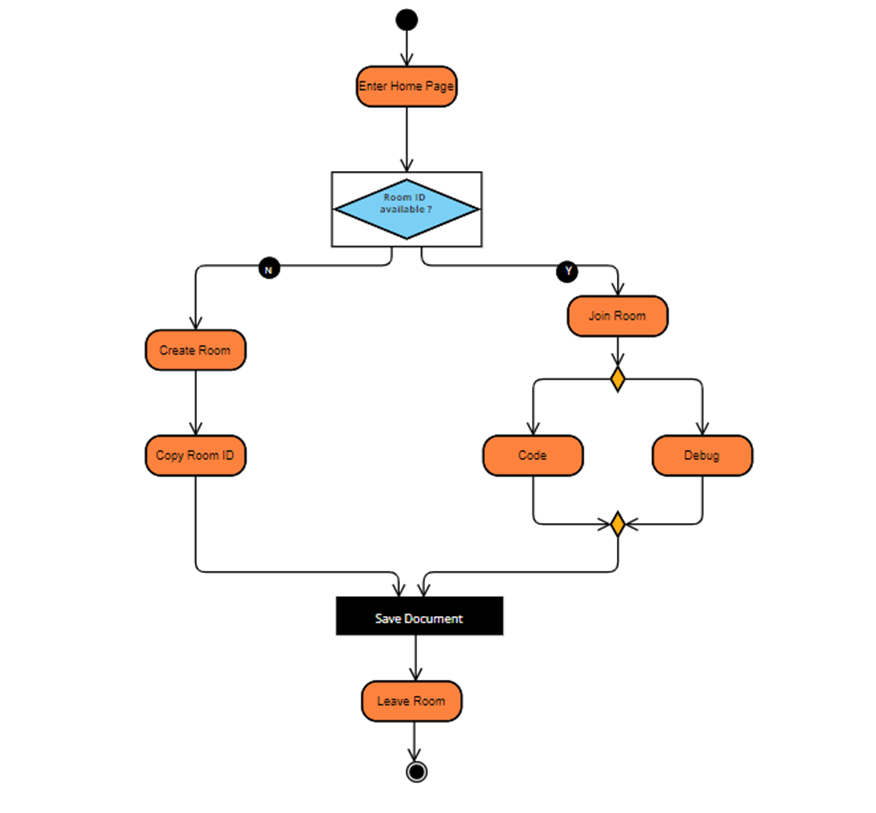 Enter Home Page
Room ID
available ?
N
Y
Join Room
Create Room
Copy Room ID
Code
Debug
Save Document
Leave Room